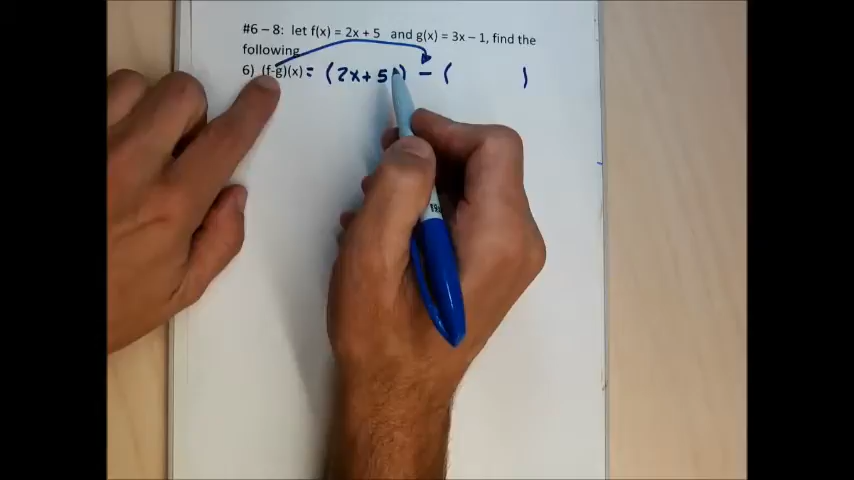 #6 – 8: let f(x) = 2x + 5 and g(x) = 3x – 1, find the
following
6) (f-g)(x) = (2x+5) - ( )